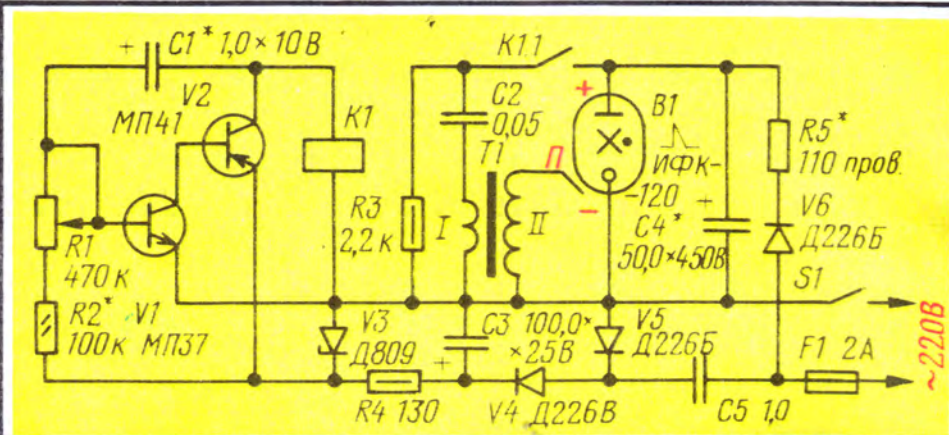 + C1* 1,0×10В
V2
МП41
K1
R1
470 к
R2*
100к
V1
МП37
K1.1
C2
0,05
T1
R3
2,2 к
I
II
П
+
−
B1
ИФК-
-120
C4* +
50,0×450В
R5*
110 пров.
V6
Д226Б
S1
V3
Д809
R4 130
+
C3 100,0×
×25В
V4 Д226В
V5
Д226Б
C5 1,0
F1 2А
~220В